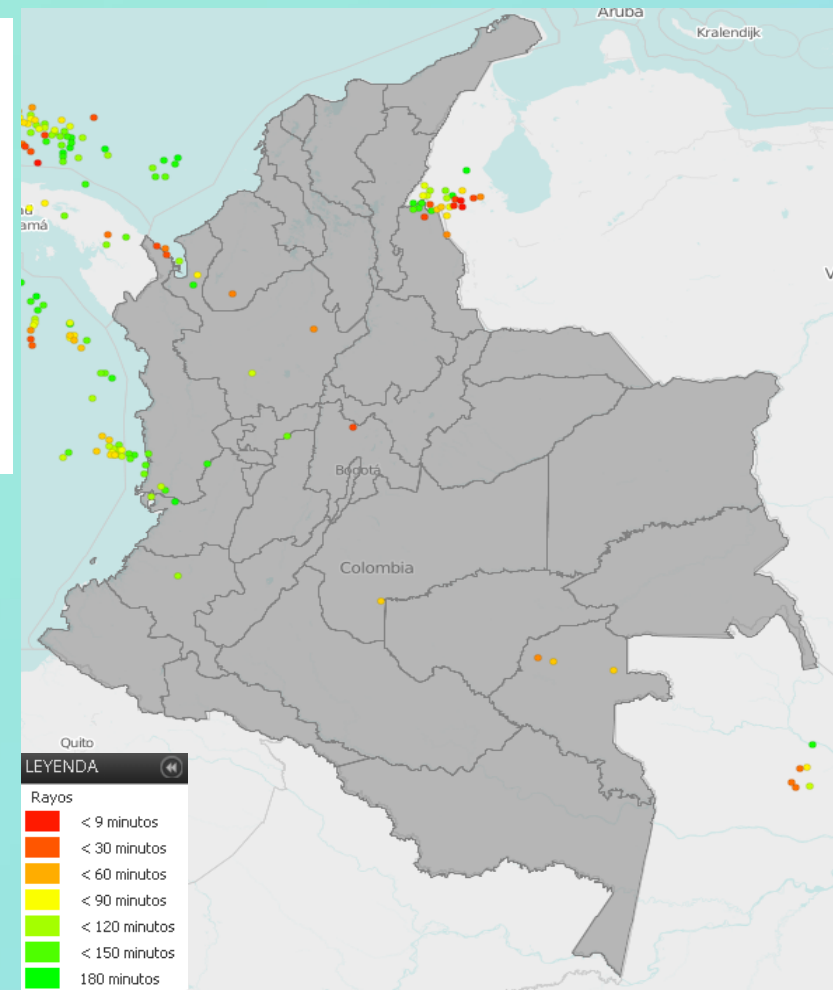 Aruba
Kralendijk
amá
V
Bogotá
Colombia
Quito
LEYENDA
Rayos
< 9 minutos
< 30 minutos
< 60 minutos
< 90 minutos
< 120 minutos
< 150 minutos
180 minutos